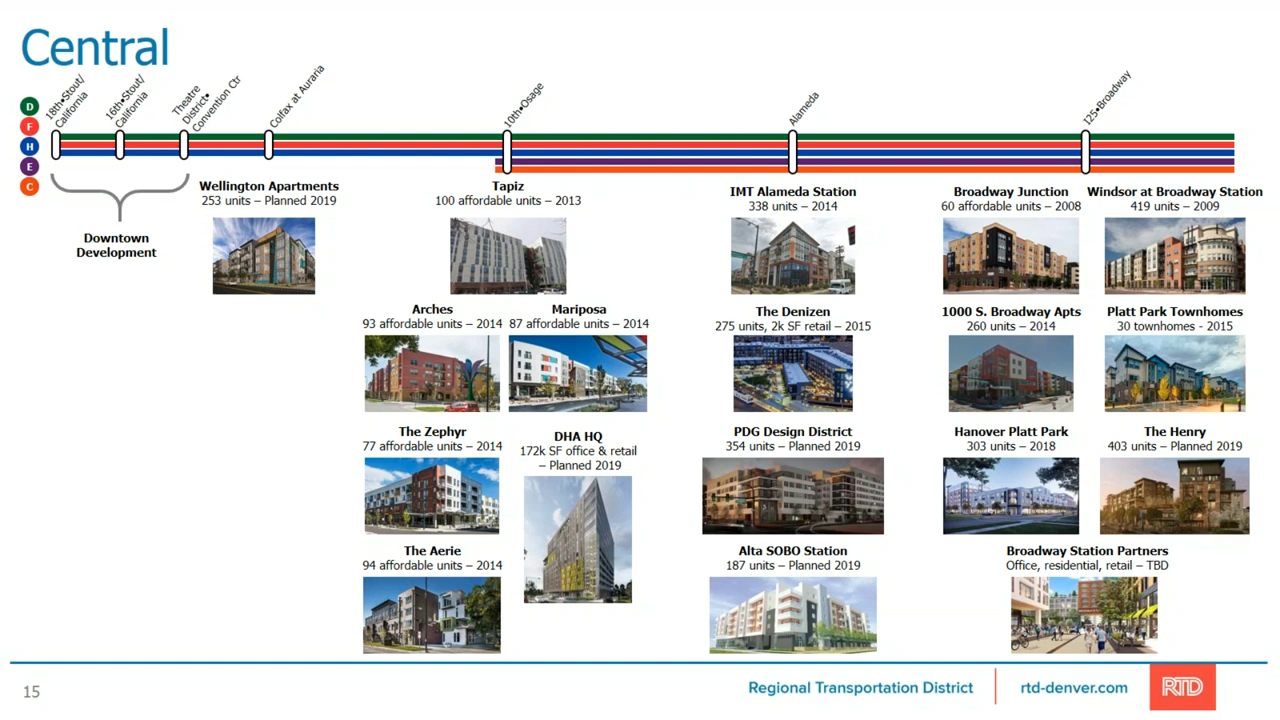 Central
D
F
H
E
C
18th•Stout/
California
16th•Stout/
California
Theatre
District•
Convention Ctr
Colfax at Auraria
10th•Osage
Alameda
I25•Broadway
Downtown
Development
Wellington Apartments
253 units – Planned 2019
Tapiz
100 affordable units – 2013
Arches
93 affordable units – 2014
Mariposa
87 affordable units – 2014
The Zephyr
77 affordable units – 2014
DHA HQ
172k SF office & retail
– Planned 2019
The Aerie
94 affordable units – 2014
IMT Alameda Station
338 units – 2014
The Denizen
275 units, 2k SF retail – 2015
PDG Design District
354 units – Planned 2019
Alta SOBO Station
187 units – Planned 2019
Broadway Junction
60 affordable units – 2008
Windsor at Broadway Station
419 units – 2009
1000 S. Broadway Apts
260 units – 2014
Platt Park Townhomes
30 townhomes - 2015
Hanover Platt Park
303 units – 2018
The Henry
403 units – Planned 2019
Broadway Station Partners
Office, residential, retail – TBD
15
Regional Transportation District
rtd-denver.com
RTD